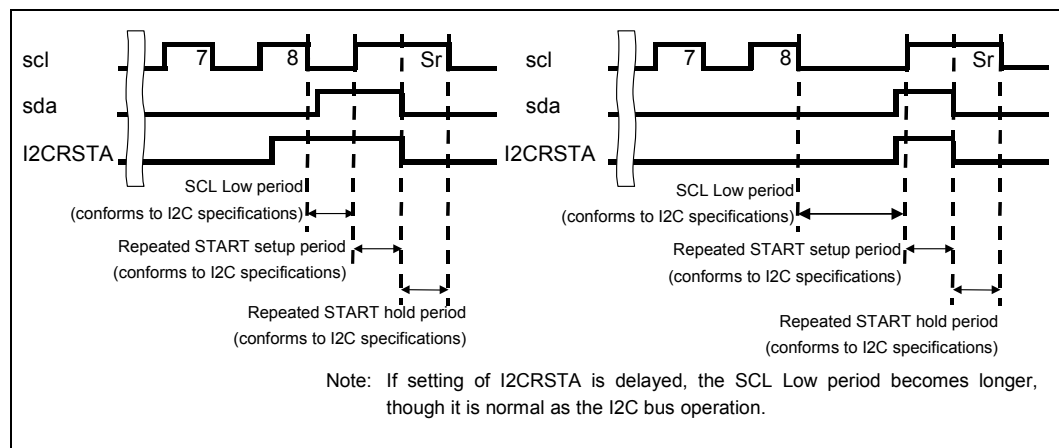 scl
7
8
Sr
sda
I2CRSTA
SCL Low period
(conforms to I2C specifications)
Repeated START setup period
(conforms to I2C specifications)
Repeated START hold period
(conforms to I2C specifications)
scl
7
8
Sr
sda
I2CRSTA
SCL Low period
(conforms to I2C specifications)
Repeated START setup period
(conforms to I2C specifications)
Repeated START hold period
(conforms to I2C specifications)
Note: If setting of I2CRSTA is delayed, the SCL Low period becomes longer,
though it is normal as the I2C bus operation.